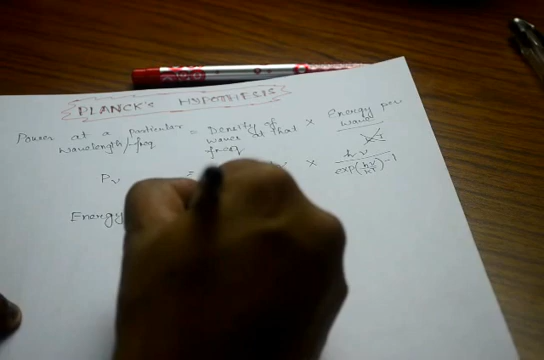 PLANCK's HYPOTHESIS
Power at a particular = Density of × Energy per
wavelength/freq waves at that wave
freq
Pν = × hν
exp(hν/kT)-1
Energy